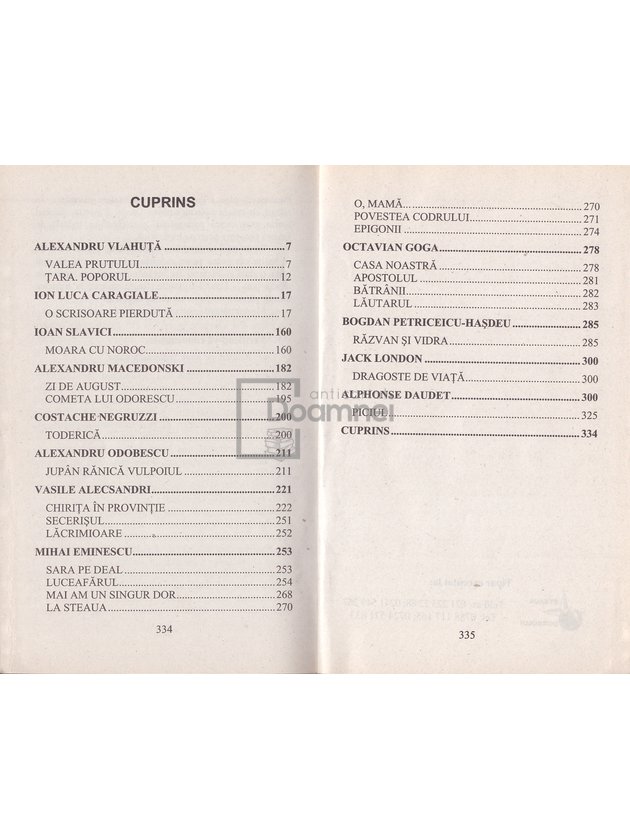 CUPRINS
ALEXANDRU VLAHUȚĂ ........................................7
VALEA PRUTULUI................................................7
ȚARA. POPORUL..................................................12
ION LUCA CARAGIALE..........................................17
O SCRISOARE PIERDUTĂ ....................................17
IOAN SLAVICI.......................................................160
MOARA CU NOROC.............................................160
ALEXANDRU MACEDONSKI ...............................182
ZI DE AUGUST....................................................182
COMETA LUI ODORESCU....................................195
COSTACHE NEGRUZZI........................................200
TODERICĂ..........................................................200
ALEXANDRU ODOBESCU....................................211
JUPÂN RĂNICĂ VULPOIUL..................................211
VASILE ALECSANDRI..........................................221
CHIRIȚA ÎN PROVINȚIE ......................................222
SECERIȘUL.........................................................251
LĂCRIMIOARE ....................................................252
MIHAI EMINESCU................................................253
SARA PE DEAL....................................................253
LUCEAFĂRUL......................................................254
MAI AM UN SINGUR DOR....................................268
LA STEAUA.........................................................270
334
O, MAMĂ............................................................270
POVESTEA CODRULUI........................................271
EPIGONII ............................................................274
OCTAVIAN GOGA................................................278
CASA NOASTRĂ .................................................278
APOSTOLUL .......................................................281
BĂTRÂNII...........................................................282
LĂUTARUL.........................................................283
BOGDAN PETRICEICU-HAȘDEU.........................285
RĂZVAN ȘI VIDRA..............................................285
JACK LONDON ...................................................300
DRAGOSTE DE VIAȚĂ.........................................300
ALPHONSE DAUDET...........................................300
PICIUL................................................................325
CUPRINS.............................................................334
335
anticariat
Doamnei